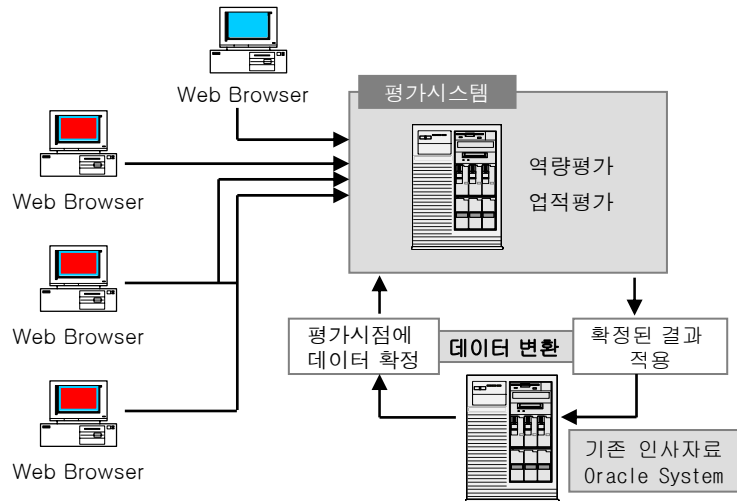 Web Browser
평가시스템
Web Browser
역량평가
업적평가
Web Browser
평가시점에
데이터 확정
데이터 변환
확정된 결과
적용
Web Browser
기존 인사자료
Oracle System